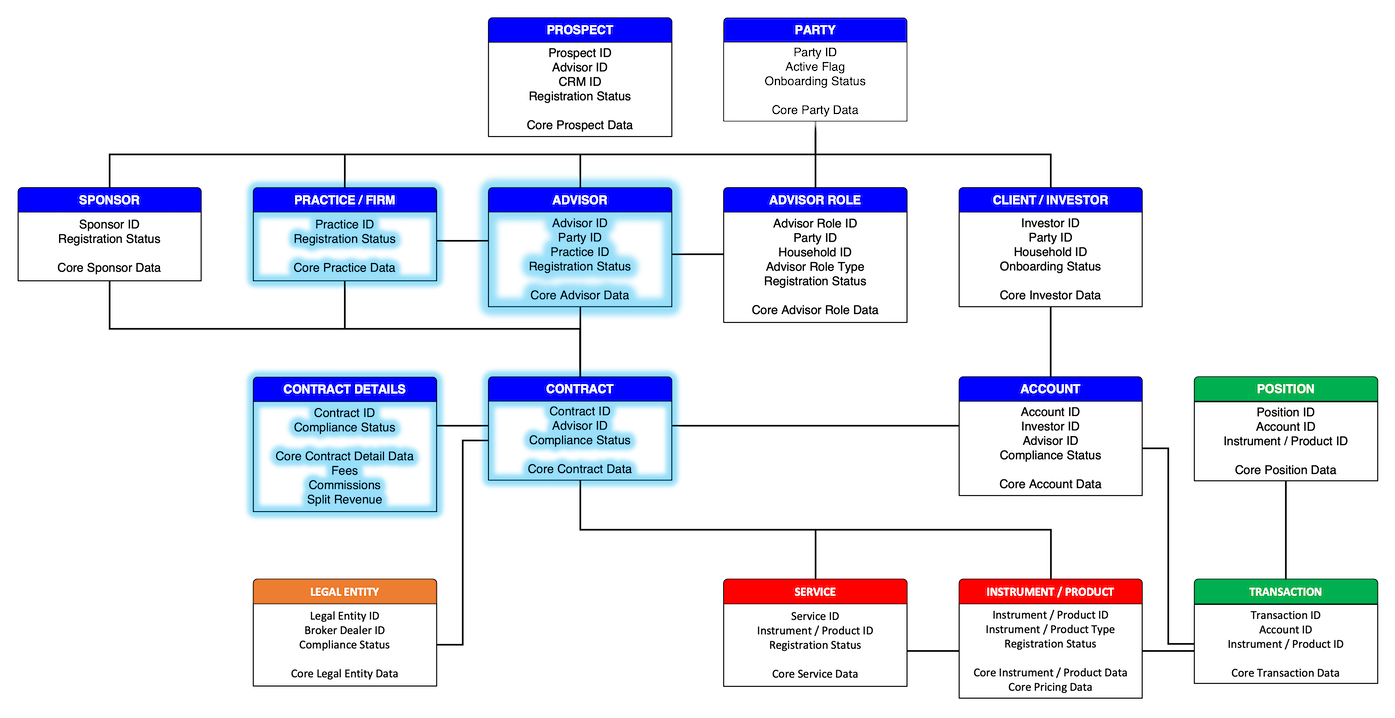 PROSPECT
Prospect ID
Advisor ID
CRM ID
Registration Status
Core Prospect Data
PARTY
Party ID
Active Flag
Onboarding Status
Core Party Data
SPONSOR
Sponsor ID
Registration Status
Core Sponsor Data
PRACTICE / FIRM
Practice ID
Registration Status
Core Practice Data
ADVISOR
Advisor ID
Party ID
Practice ID
Registration Status
Core Advisor Data
ADVISOR ROLE
Advisor Role ID
Party ID
Household ID
Advisor Role Type
Registration Status
Core Advisor Role Data
CLIENT / INVESTOR
Investor ID
Party ID
Household ID
Onboarding Status
Core Investor Data
CONTRACT DETAILS
Contract ID
Compliance Status
Core Contract Detail Data
Fees
Commissions
Split Revenue
CONTRACT
Contract ID
Advisor ID
Compliance Status
Core Contract Data
ACCOUNT
Account ID
Investor ID
Advisor ID
Compliance Status
Core Account Data
POSITION
Position ID
Account ID
Instrument / Product ID
Core Position Data
LEGAL ENTITY
Legal Entity ID
Broker Dealer ID
Compliance Status
Core Legal Entity Data
SERVICE
Service ID
Instrument / Product ID
Registration Status
Core Service Data
INSTRUMENT / PRODUCT
Instrument / Product ID
Instrument / Product Type
Registration Status
Core Instrument / Product Data
Core Pricing Data
TRANSACTION
Transaction ID
Account ID
Instrument / Product ID
Core Transaction Data